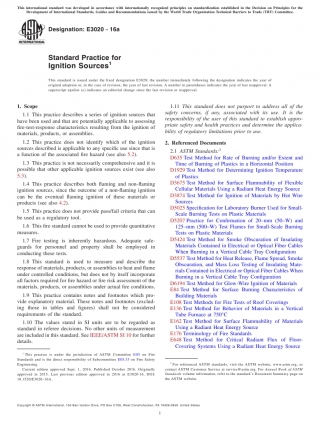 This international standard was developed in accordance with internationally recognized principles on standardization established in the Decision on Principles for the
Development of International Standards, Guides and Recommendations issued by the World Trade Organization Technical Barriers to Trade (TBT) Committee.
Designation: E3020 − 16a
INTERNATIONAL
Standard Practice for
Ignition Sources¹
This standard is issued under the fixed designation E3020; the number immediately following the designation indicates the year of
original adoption or, in the case of revision, the year of last revision. A number in parentheses indicates the year of last reapproval. A
superscript epsilon (ε) indicates an editorial change since the last revision or reapproval.
1. Scope
1.1 This practice describes a series of ignition sources that
have been used and that are potentially applicable to assessing
fire-test-response characteristics resulting from the ignition of
materials, products, or assemblies.
1.2 This practice does not identify which of the ignition
sources described is applicable to any specific use since that is
a function of the associated fire hazard (see also 5.2).
1.3 This practice is not necessarily comprehensive and it is
possible that other applicable ignition sources exist (see also
5.3).
1.4 This practice describes both flaming and non-flaming
ignition sources, since the outcome of a non-flaming ignition
can be the eventual flaming ignition of these materials or
products (see also 4.2).
1.5 This practice does not provide pass/fail criteria that can
be used as a regulatory tool.
1.6 This fire standard cannot be used to provide quantitative
measures.
1.7 Fire testing is inherently hazardous. Adequate safe-
guards for personnel and property shall be employed in
conducting these tests.
1.8 This standard is used to measure and describe the
response of materials, products, or assemblies to heat and flame
under controlled conditions, but does not by itself incorporate
all factors required for fire hazard or fire risk assessment of the
materials, products, or assemblies under actual fire conditions.
1.9 This practice contains notes and footnotes which pro-
vide explanatory material. These notes and footnotes (exclud-
ing those in tables and figures) shall not be considered
requirements of the standard.
1.10 The values stated in SI units are to be regarded as
standard in referee decisions. No other units of measurement
are included in this standard. See IEEE/ASTM SI 10 for further
details.
¹ This practice is under the jurisdiction of ASTM Committee E05 on Fire
Standards and is the direct responsibility of Subcommittee E05.33 on Fire Safety
Engineering.
Current edition approved Sept. 1, 2016. Published October 2016. Originally
approved in 2015. Last previous edition approved in 2016 as E3020-16. DOI:
10.1520/E3020-16A.
1.11 This standard does not purport to address all of the
safety concerns, if any, associated with its use. It is the
responsibility of the user of this standard to establish appro-
priate safety and health practices and determine the applica-
bility of regulatory limitations prior to use.
2. Referenced Documents
2.1 ASTM Standards:²
D635 Test Method for Rate of Burning and/or Extent and
Time of Burning of Plastics in a Horizontal Position
D1929 Test Method for Determining Ignition Temperature
of Plastics
D3675 Test Method for Surface Flammability of Flexible
Cellular Materials Using a Radiant Heat Energy Source
D3874 Test Method for Ignition of Materials by Hot Wire
Sources
D5025 Specification for Laboratory Burner Used for Small-
Scale Burning Tests on Plastic Materials
D5207 Practice for Confirmation of 20–mm (50–W) and
125–mm (500–W) Test Flames for Small-Scale Burning
Tests on Plastic Materials
D5424 Test Method for Smoke Obscuration of Insulating
Materials Contained in Electrical or Optical Fiber Cables
When Burning in a Vertical Cable Tray Configuration
D5537 Test Method for Heat Release, Flame Spread, Smoke
Obscuration, and Mass Loss Testing of Insulating Mate-
rials Contained in Electrical or Optical Fiber Cables When
Burning in a Vertical Cable Tray Configuration
D6194 Test Method for Glow-Wire Ignition of Materials
E84 Test Method for Surface Burning Characteristics of
Building Materials
E108 Test Methods for Fire Tests of Roof Coverings
E136 Test Method for Behavior of Materials in a Vertical
Tube Furnace at 750°C
E162 Test Method for Surface Flammability of Materials
Using a Radiant Heat Energy Source
E176 Terminology of Fire Standards
E648 Test Method for Critical Radiant Flux of Floor-
Covering Systems Using a Radiant Heat Energy Source
² For referenced ASTM standards, visit the ASTM website, www.astm.org, or
contact ASTM Customer Service at service@astm.org. For Annual Book of ASTM
Standards volume information, refer to the standard's Document Summary page on
the ASTM website.
Copyright © ASTM International, 100 Barr Harbor Drive, PO Box C700, West Conshohocken, PA 19428-2959. United States
1